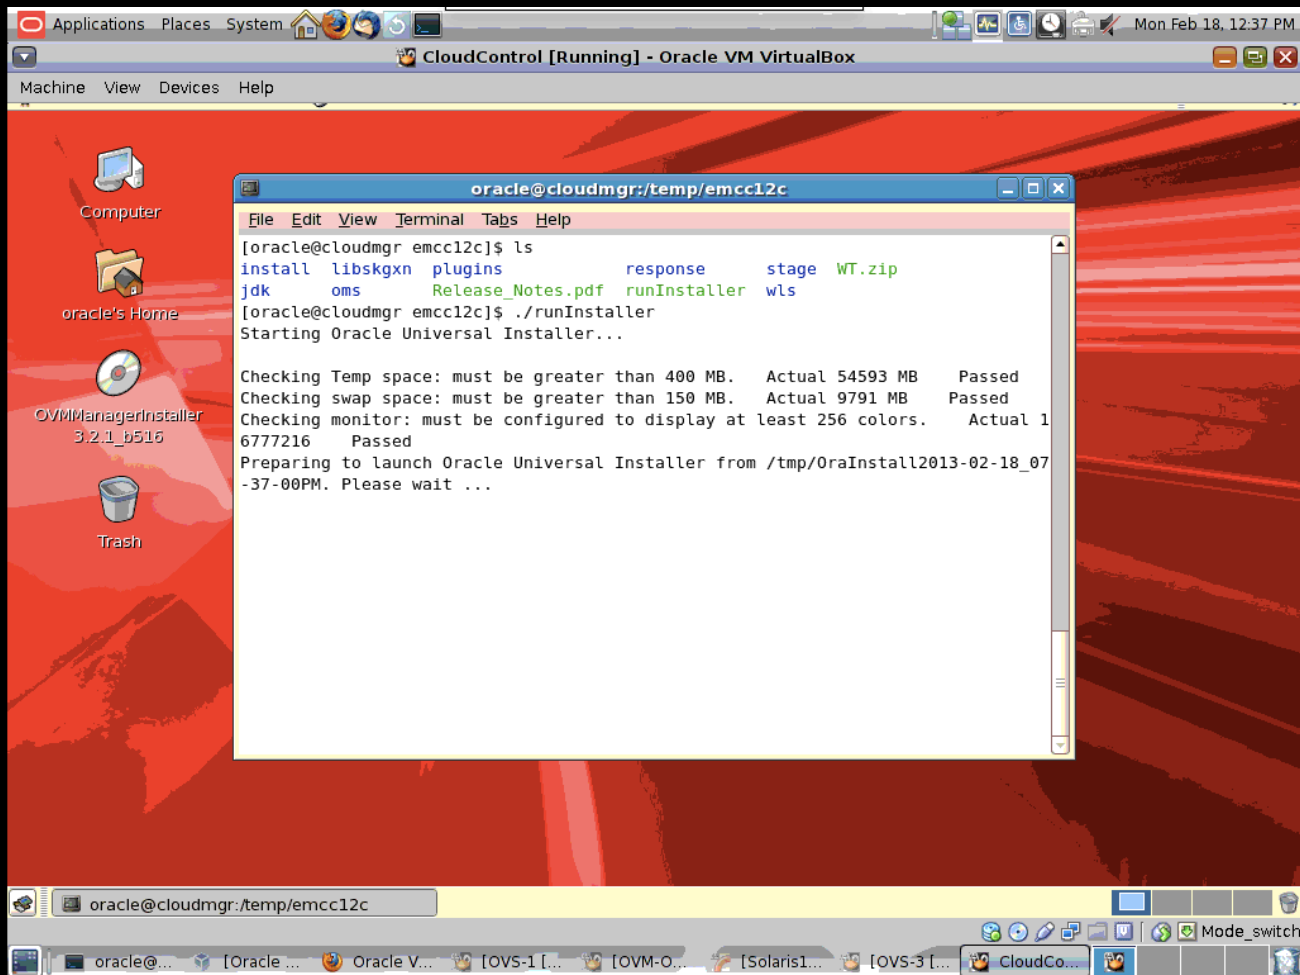 Applications Places System Mon Feb 18, 12:37 PM
CloudControl [Running] - Oracle VM VirtualBox
Machine View Devices Help
Computer
oracle's Home
OVMManagerInstaller
3.2.1_b516
Trash
oracle@cloudmgr:/temp/emcc12c
File Edit View Terminal Tabs Help
[oracle@cloudmgr emcc12c]$ ls
install libskgxn plugins response stage WT.zip
jdk oms Release_Notes.pdf runInstaller wls
[oracle@cloudmgr emcc12c]$ ./runInstaller
Starting Oracle Universal Installer...
Checking Temp space: must be greater than 400 MB. Actual 54593 MB Passed
Checking swap space: must be greater than 150 MB. Actual 9791 MB Passed
Checking monitor: must be configured to display at least 256 colors. Actual 1
6777216 Passed
Preparing to launch Oracle Universal Installer from /tmp/OraInstall2013-02-18_07
-37-00PM. Please wait ...
oracle@cloudmgr:/temp/emcc12c
Mode_switch
oracle@... [Oracle ... Oracle V... [OVS-1 [... [OVM-O... [Solaris1... [OVS-3 [... CloudCo...